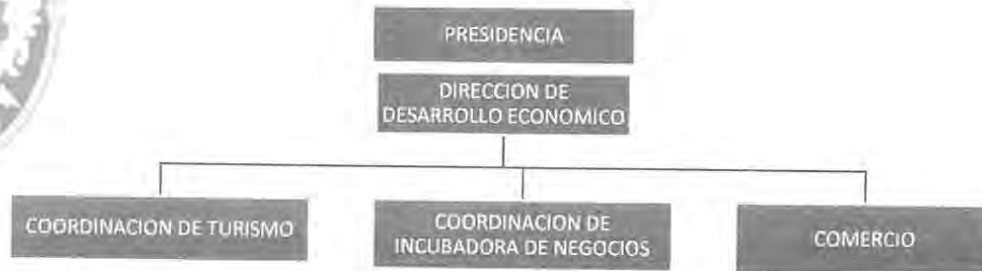 PRESIDENCIA
DIRECCION DE
DESARROLLO ECONOMICO
COORDINACION DE TURISMO
COORDINACION DE
INCUBADORA DE NEGOCIOS
COMERCIO